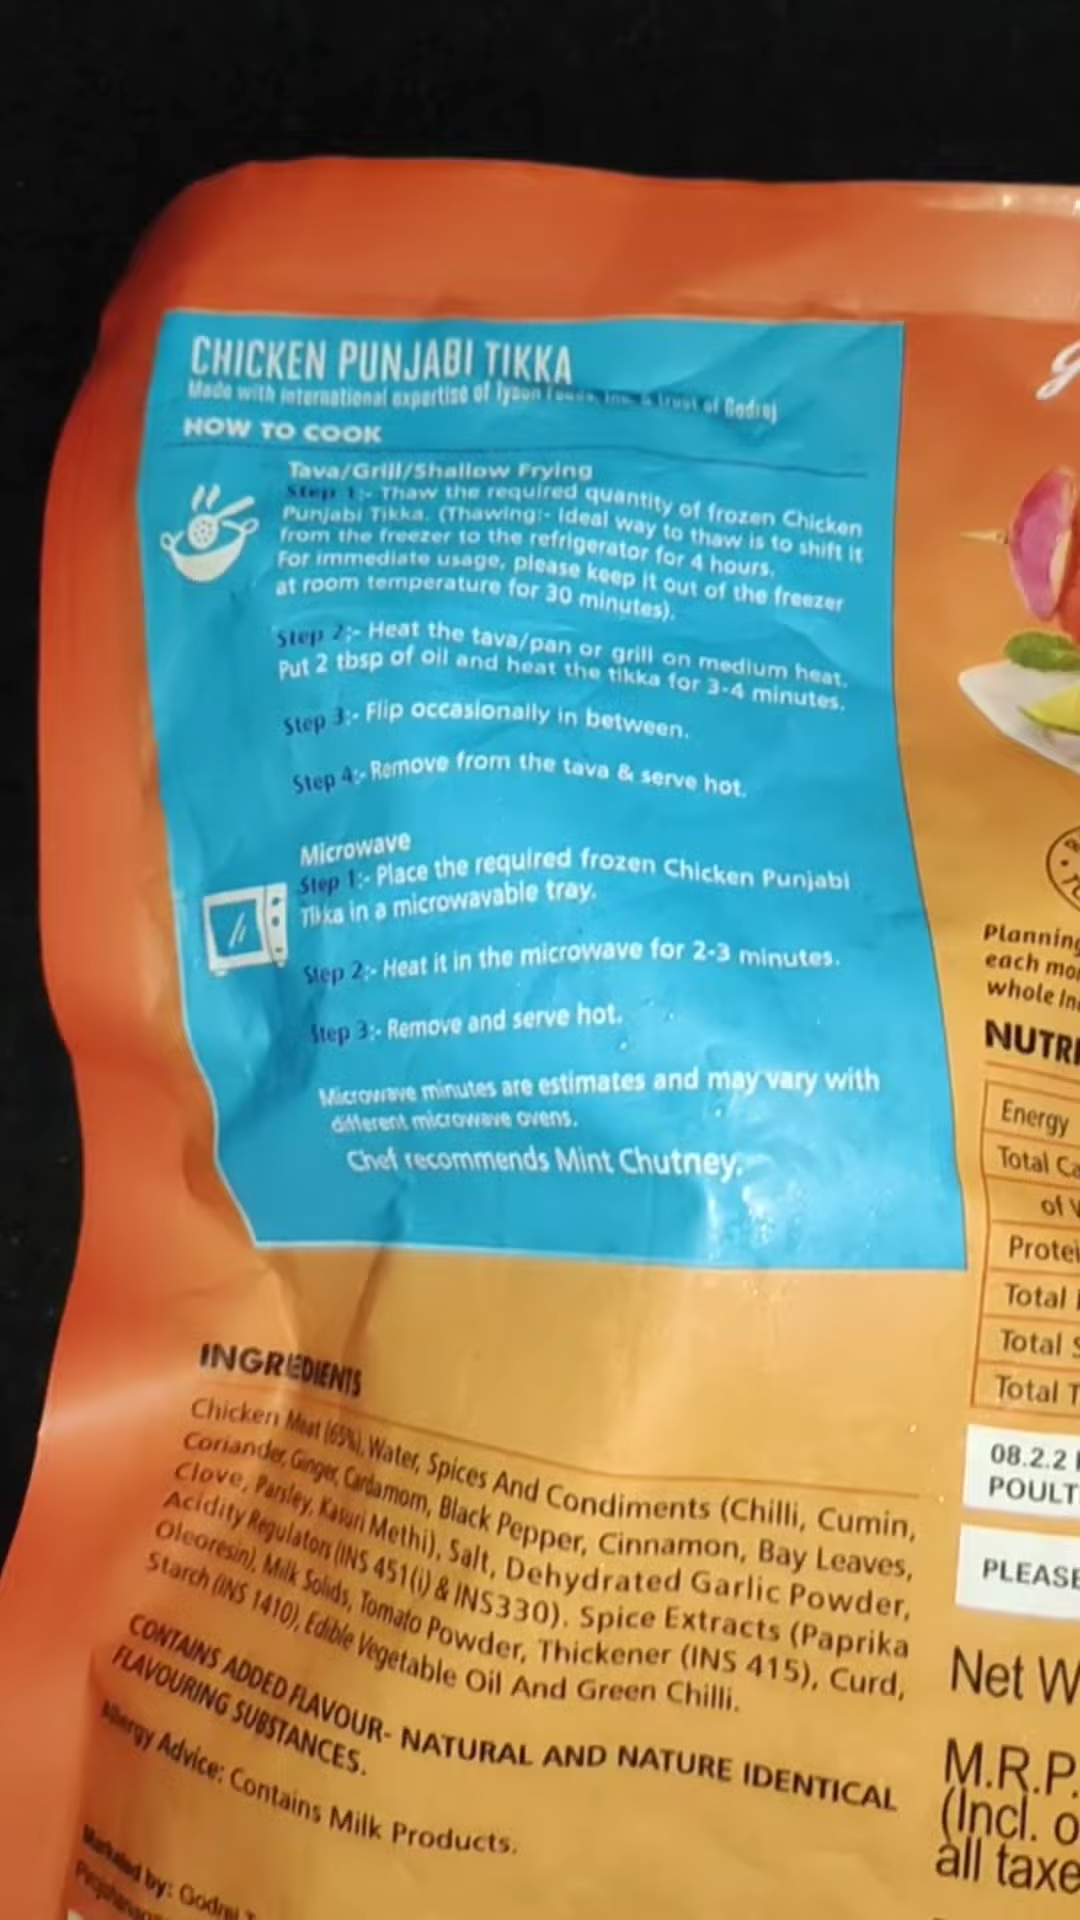 CHICKEN PUNJABI TIKKA
Made with international expertise of Tyson Foods, Inc. & trust of Godrej
HOW TO COOK
Tava/Grill/Shallow Frying
Step 1:- Thaw the required quantity of frozen Chicken
Punjabi Tikka. (Thawing:- Ideal way to thaw is to shift it
from the freezer to the refrigerator for 4 hours.
For immediate usage, please keep it out of the freezer
at room temperature for 30 minutes).
Step 2:- Heat the tava/pan or grill on medium heat.
Put 2 tbsp of oil and heat the tikka for 3-4 minutes.
Step 3:- Flip occasionally in between.
Step 4:- Remove from the tava & serve hot.
Microwave
Step 1:- Place the required frozen Chicken Punjabi
Tikka in a microwavable tray.
Step 2:- Heat it in the microwave for 2-3 minutes.
Step 3:- Remove and serve hot.
Microwave minutes are estimates and may vary with
different microwave ovens.
Chef recommends Mint Chutney.
INGREDIENTS
Chicken Meat (65%), Water, Spices And Condiments (Chilli, Cumin,
Coriander, Ginger, Cardamom, Black Pepper, Cinnamon, Bay Leaves,
Clove, Parsley, Kasuri Methi), Salt, Dehydrated Garlic Powder,
Acidity Regulators (INS 451(i) & INS330). Spice Extracts (Paprika
Oleoresin), Milk Solids, Tomato Powder, Thickener (INS 415), Curd,
Starch (INS 1410), Edible Vegetable Oil And Green Chilli.
CONTAINS ADDED FLAVOUR- NATURAL AND NATURE IDENTICAL
FLAVOURING SUBSTANCES.
Allergy Advice: Contains Milk Products.
Marketed by: Godrej
Planning
each
whole
Energy
Total
of
Total
Total
Total
08.2.2
PLEASE
Net
M.R.P.
(Incl.
all